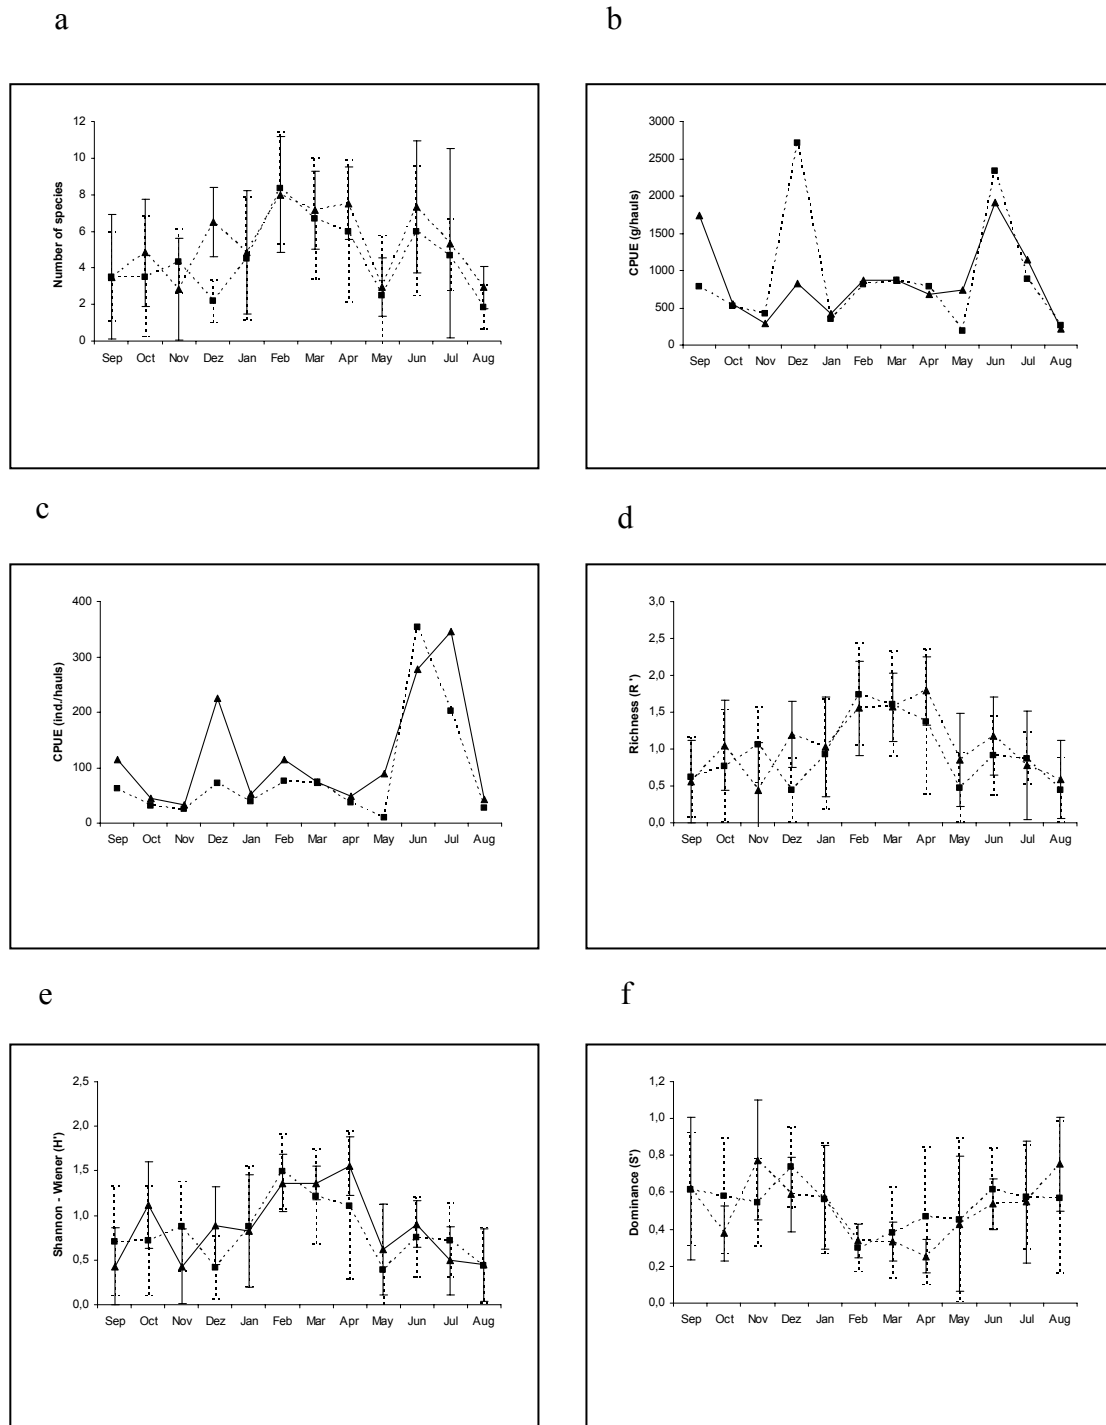 a
b
Number of species
12
10
8
6
4
2
0
Sep Oct Nov Dez Jan Feb Mar Apr May Jun Jul Aug
CPUE (g/hauls)
3000
2500
2000
1500
1000
500
0
Sep Oct Nov Dez Jan Feb Mar Apr May Jun Jul Aug
c
d
CPUE (ind./hauls)
400
300
200
100
0
Sep Oct Nov Dez Jan Feb Mar Apr May Jun Jul Aug
Richness (R')
3,0
2,5
2,0
1,5
1,0
0,5
0,0
Sep Oct Nov Dez Jan Feb Mar Apr May Jun Jul Aug
e
f
Shannon - Wiener (H')
2,5
2,0
1,5
1,0
0,5
0,0
Sep Oct Nov Dez Jan Feb Mar Apr May Jun Jul Aug
Dominance (S')
1,2
1,0
0,8
0,6
0,4
0,2
0,0
Sep Oct Nov Dez Jan Feb Mar Apr May Jun Jul Aug